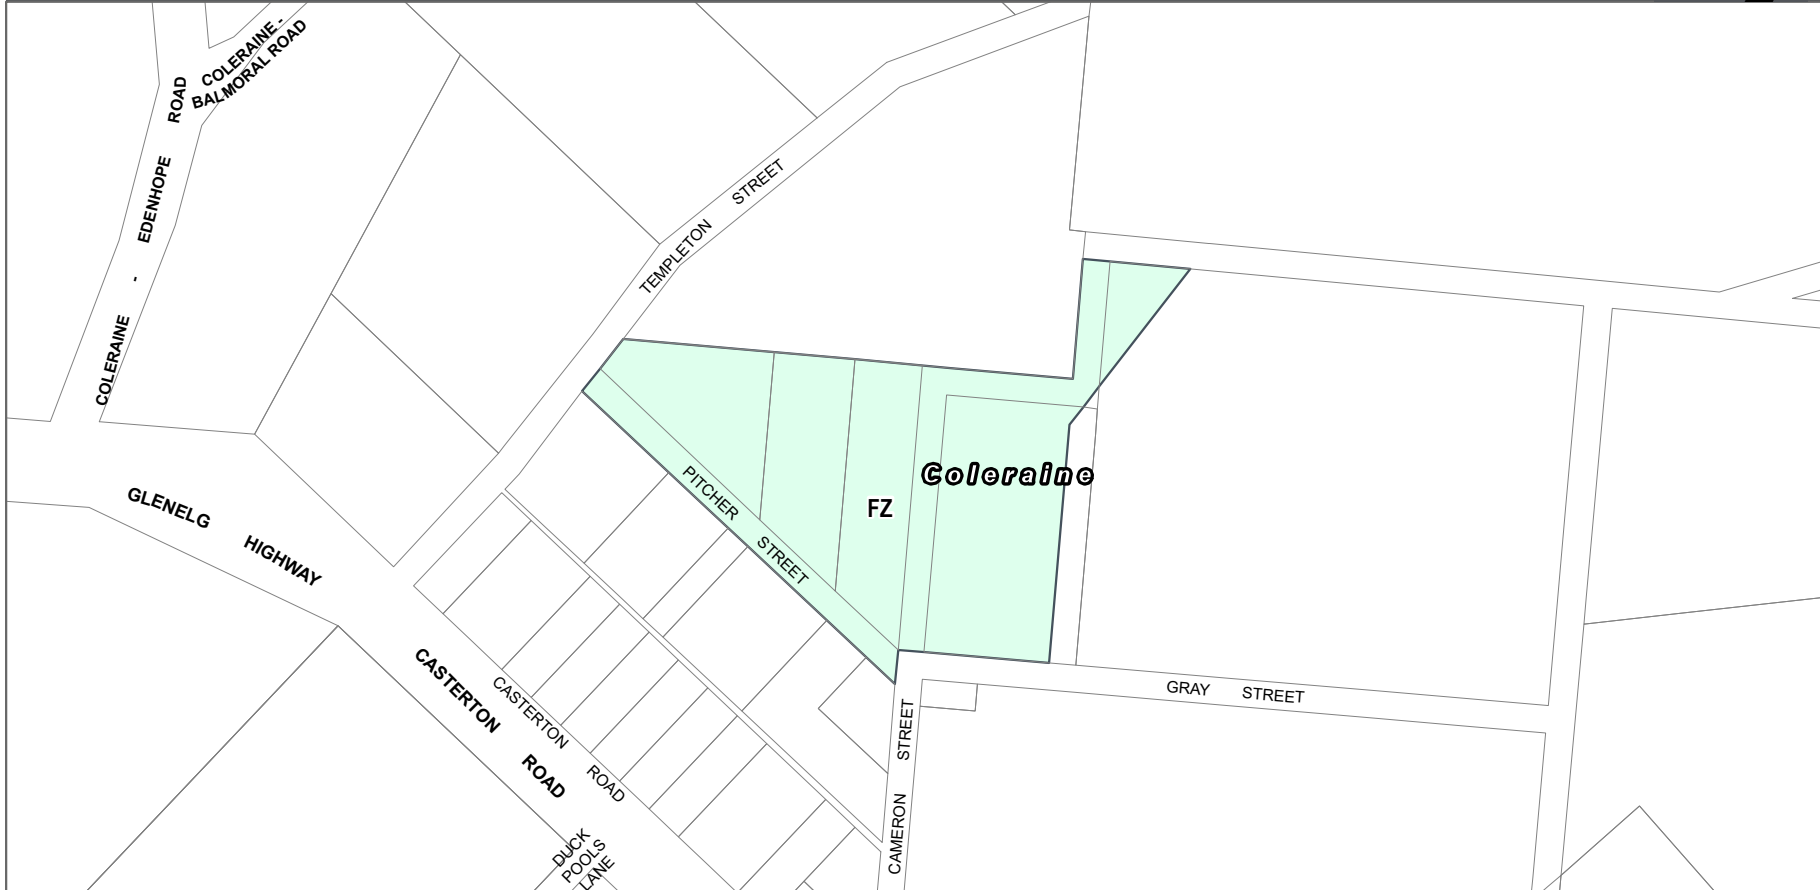 COLERAINE -
BALMORAL ROAD
COLERAINE - EDENHOPE ROAD
TEMPLETON STREET
Coleraine
PITCHER STREET
FZ
GLENELG HIGHWAY
CASTERTON ROAD
CASTERTON ROAD
GRAY STREET
CAMERON STREET
DUCK
POOLS
LANE